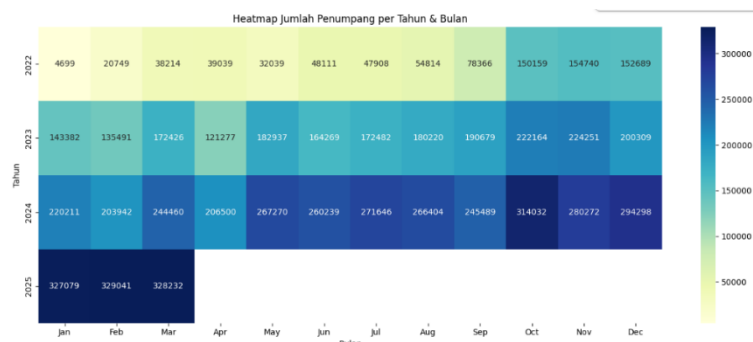 Heatmap Jumlah Penumpang per Tahun & Bulan
Tahun
2022 4699 20749 38214 39039 32039 48111 47908 54814 78366 150159 154740 152689
2023 143382 135491 172426 121277 182937 164269 172482 180220 190679 222164 224251 200309
2024 220211 203942 244460 206500 267270 260239 271646 266404 245489 314032 280272 294298
2025 327079 329041 328232
Jan Feb Mar Apr May Jun Jul Aug Sep Oct Nov Dec
300000
250000
200000
150000
100000
50000